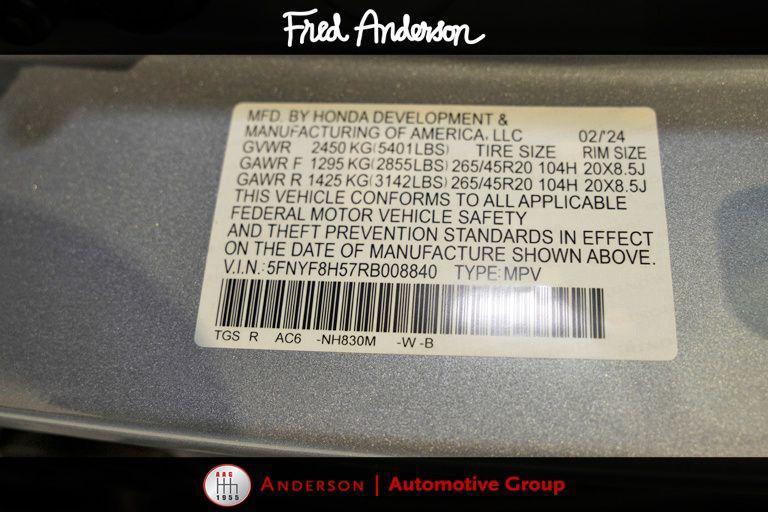 Fred Anderson
MFD. BY HONDA DEVELOPMENT &
MANUFACTURING OF AMERICA, LLC 02/'24
GVWR 2450 KG(5401LBS) TIRE SIZE RIM SIZE
GAWR F 1295 KG(2855LBS) 265/45R20 104H 20X8.5J
GAWR R 1425 KG(3142LBS) 265/45R20 104H 20X8.5J
THIS VEHICLE CONFORMS TO ALL APPLICABLE
FEDERAL MOTOR VEHICLE SAFETY
AND THEFT PREVENTION STANDARDS IN EFFECT
ON THE DATE OF MANUFACTURE SHOWN ABOVE.
V.I.N.:5FNYF8H57RB008840 TYPE:MPV
TGS R AC6 -NH830M -W-B
AAG
1955
ANDERSON | Automotive Group